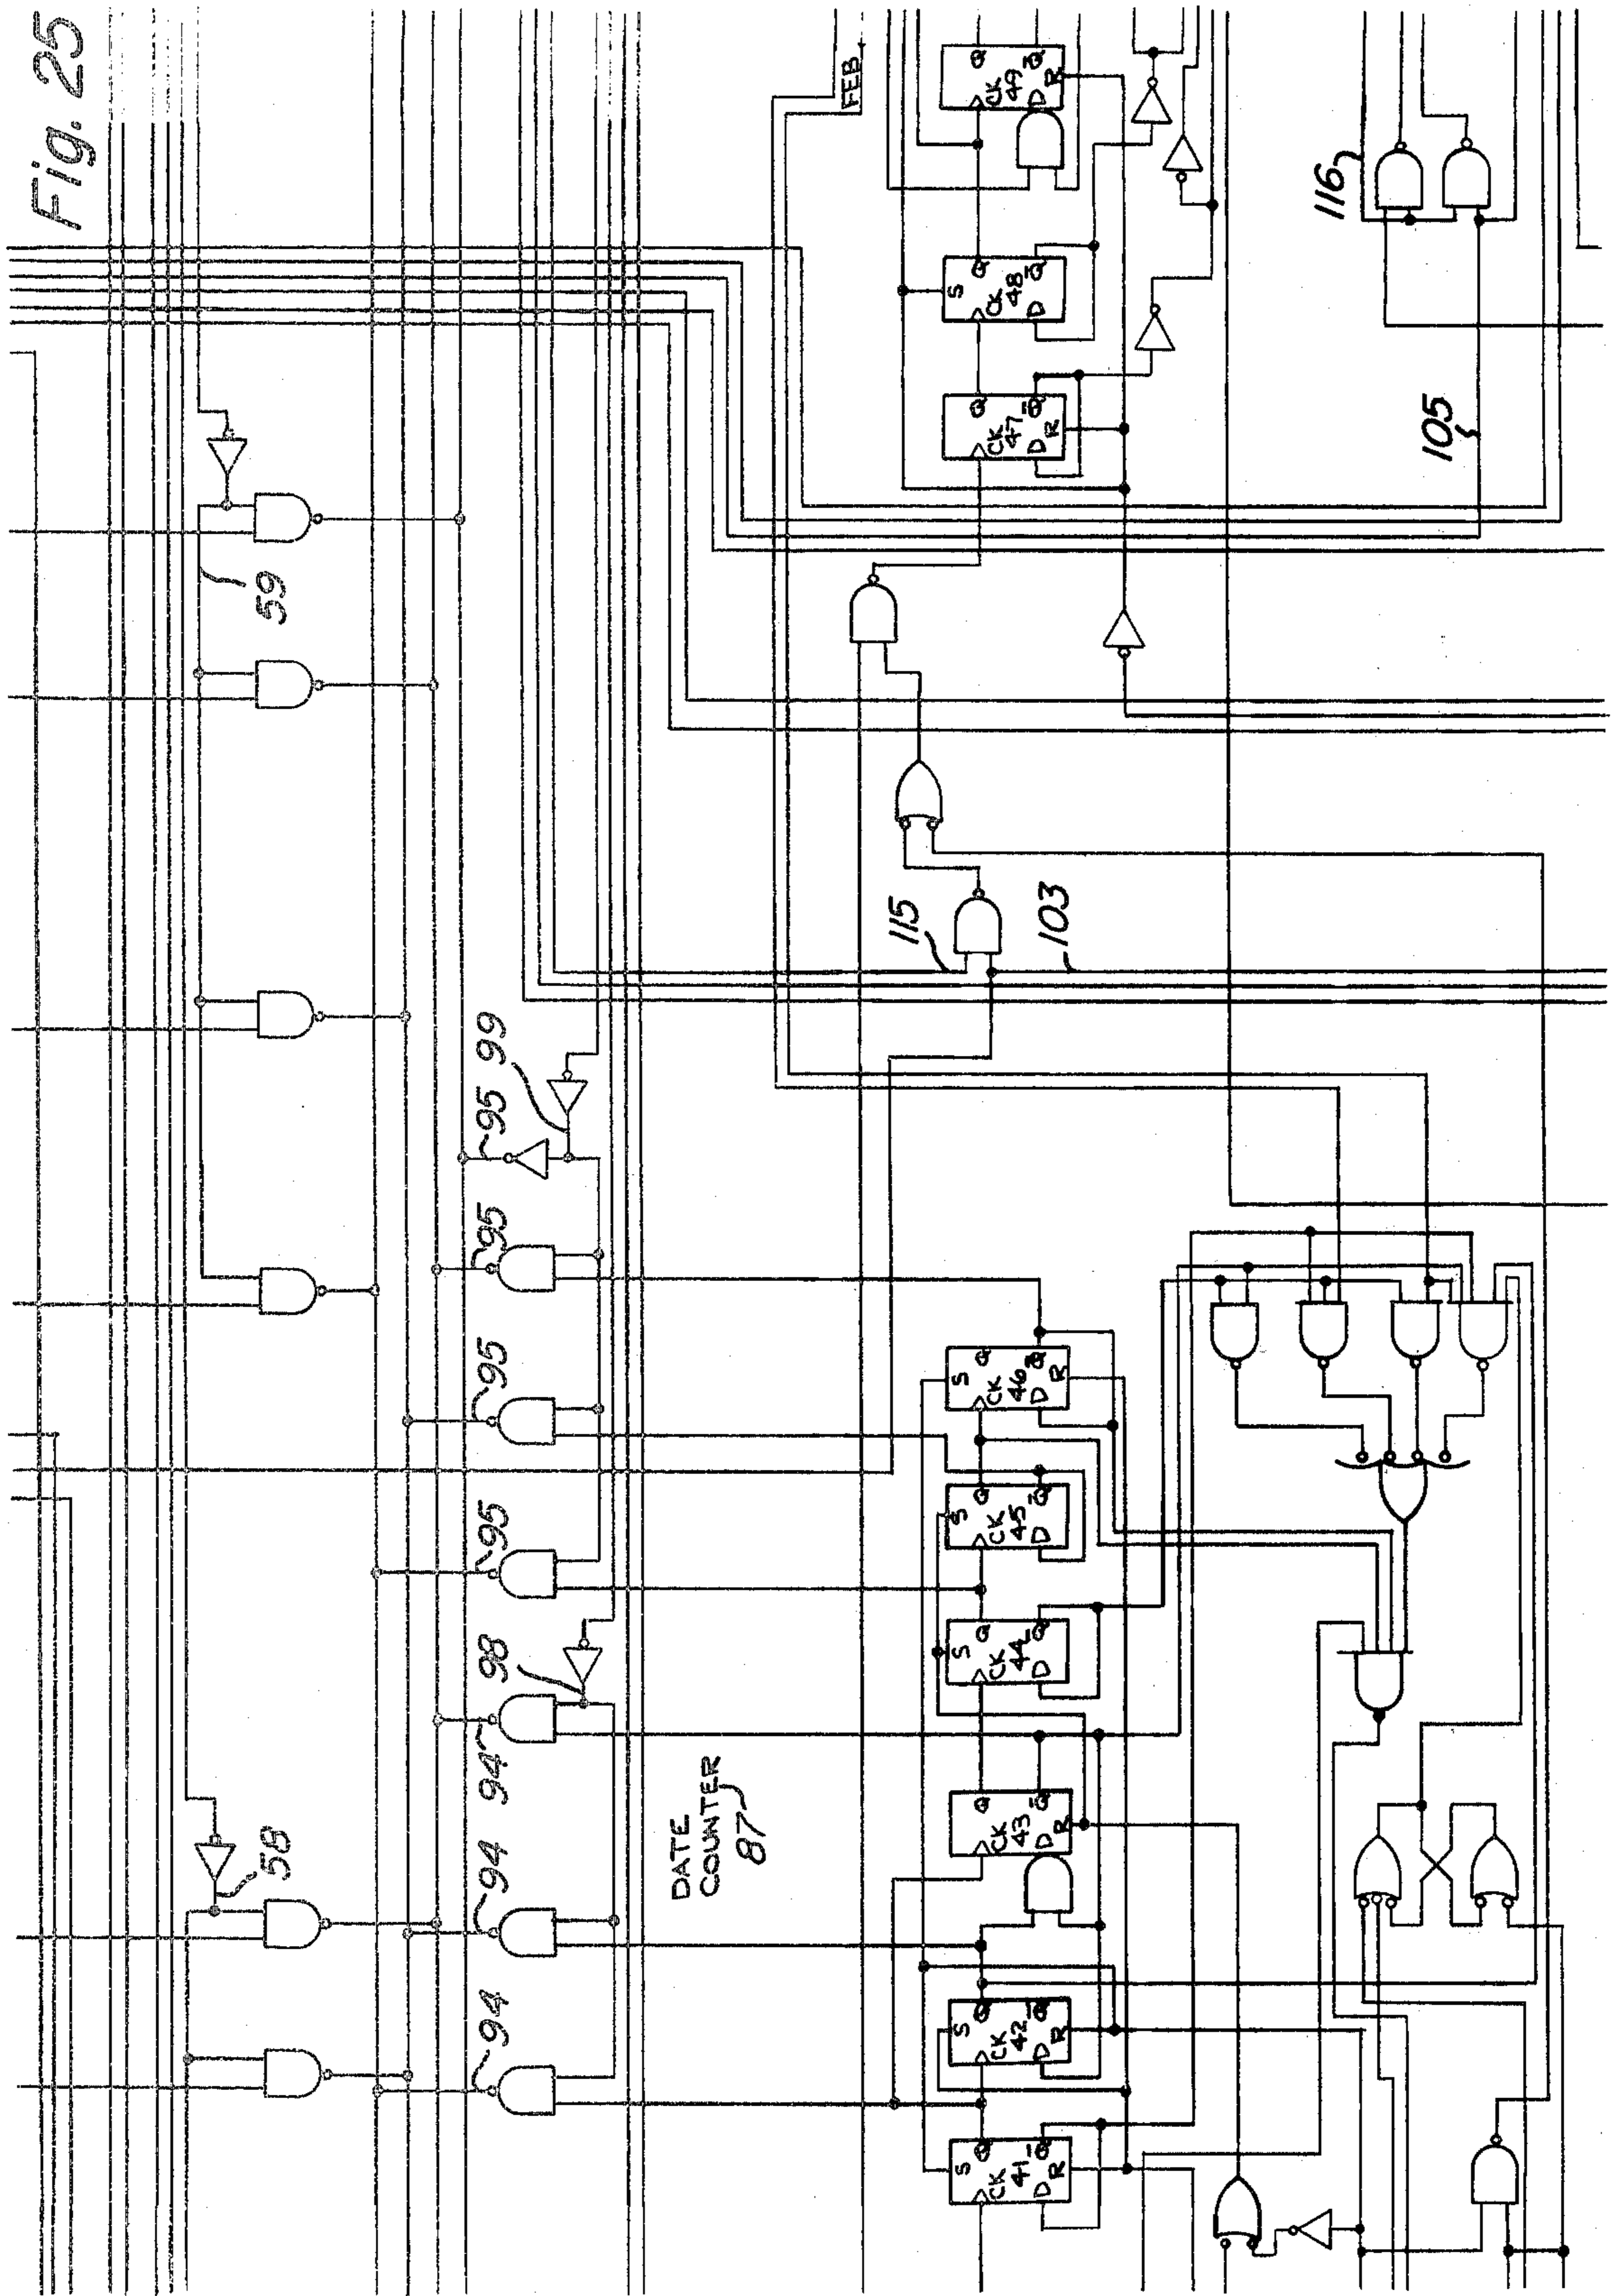 Fig. 25
59
58
99
95
95
95
95
98
94
94
94
DATE
COUNTER
87
FEB
115
103
116
105
CK
41
D
S
Q
Q̅
R
CK
42
D
S
Q
Q̅
R
CK
43
D
Q
Q̅
R
CK
44
D
S
Q
Q̅
CK
45
D
S
Q
Q̅
CK
46
D
S
Q
Q̅
R
CK
47
D
Q
Q̅
R
CK
48
D
S
Q
Q̅
CK
49
D
Q
Q̅
R